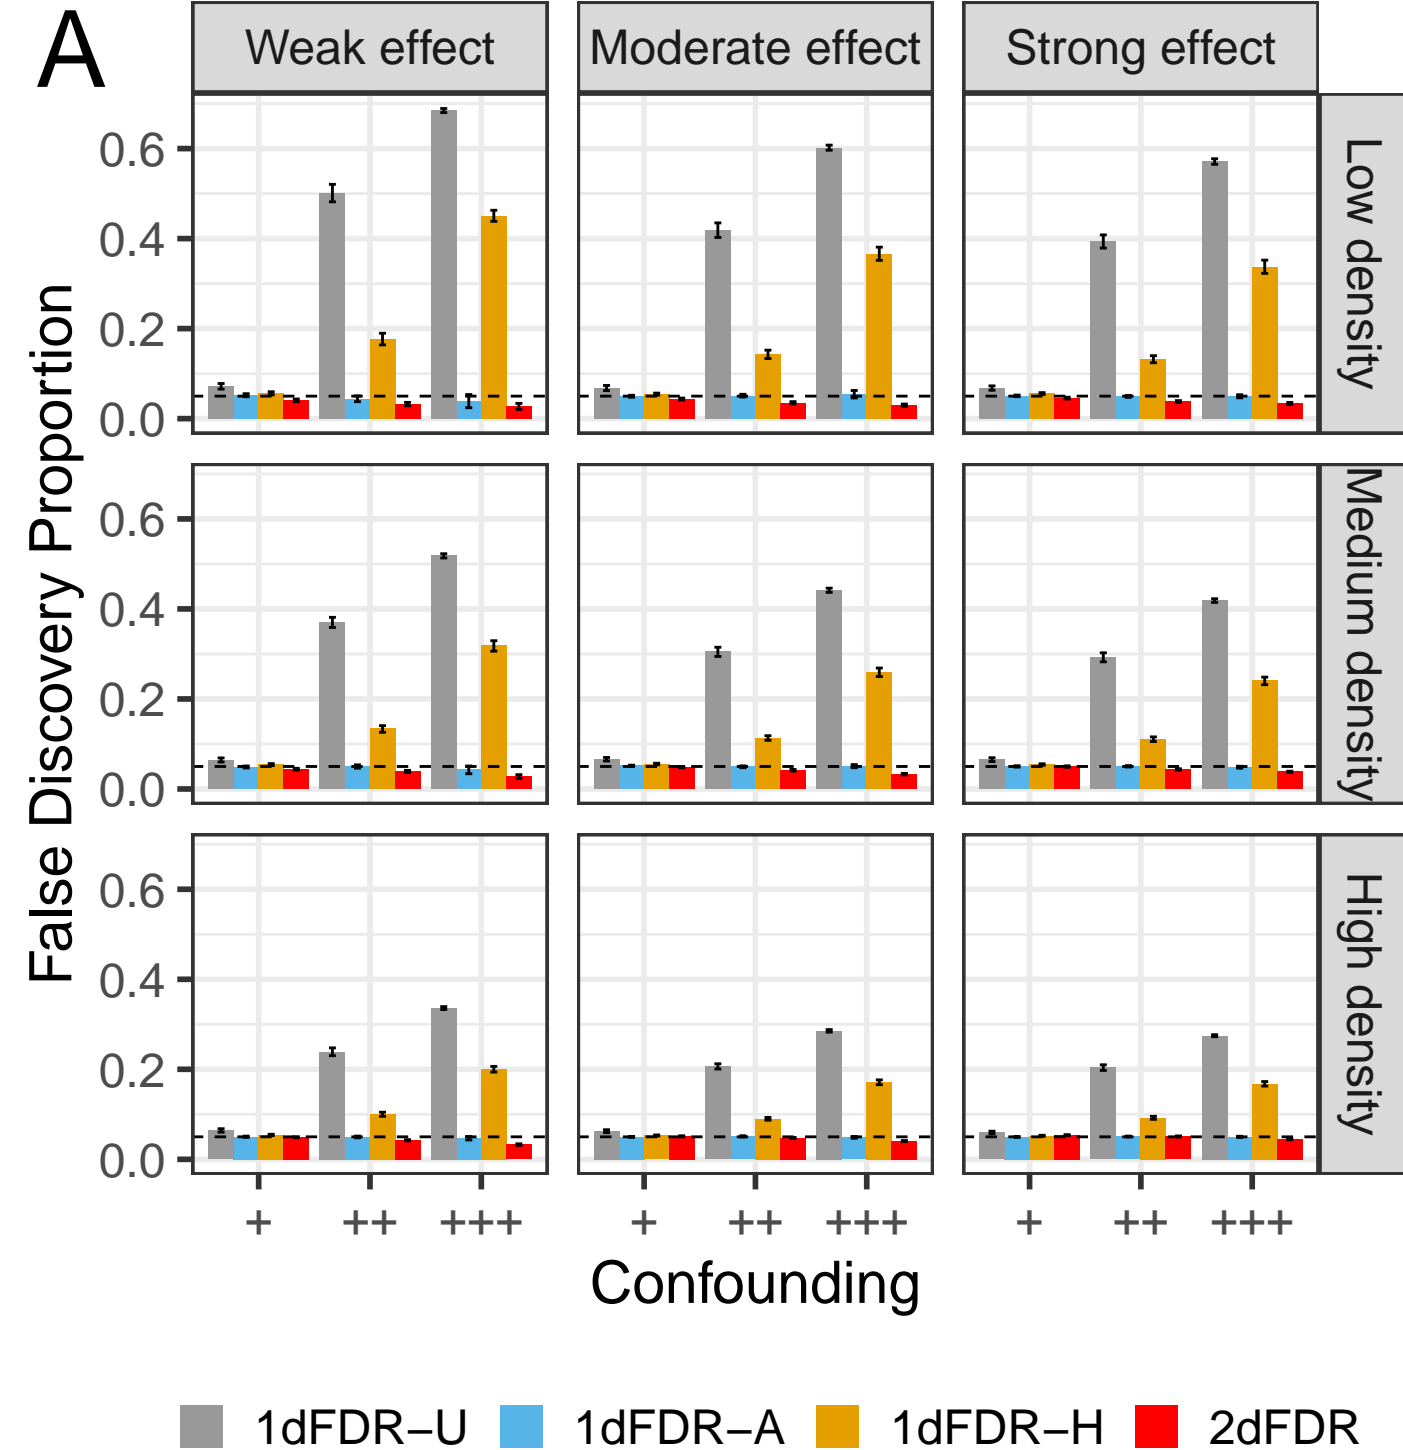 A
Weak effect
Moderate effect
Strong effect
False Discovery Proportion
0.6
0.4
0.2
0.0
Low density
0.6
0.4
0.2
0.0
Medium density
0.6
0.4
0.2
0.0
High density
+ ++ +++
+ ++ +++
+ ++ +++
Confounding
1dFDR−U 1dFDR−A 1dFDR−H 2dFDR